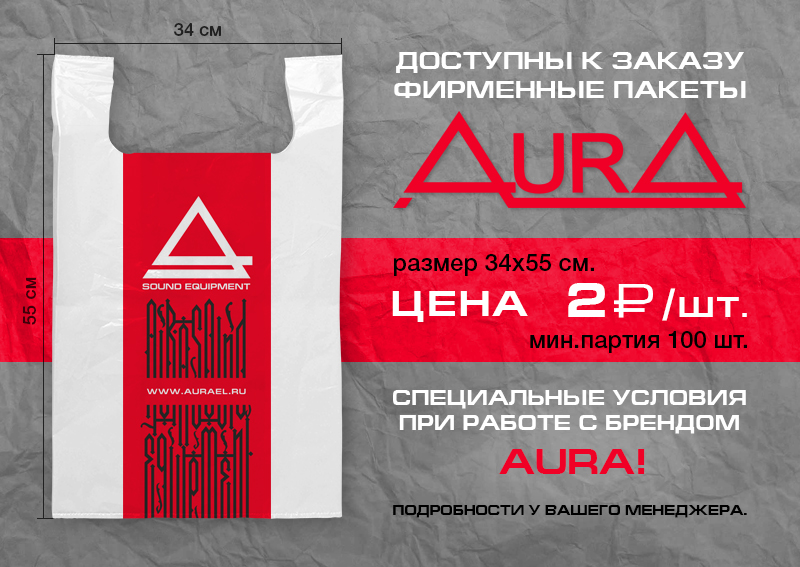 34 см
55 см
SOUND EQUIPMENT
WWW.AURAEL.RU
ДОСТУПНЫ К ЗАКАЗУ
ФИРМЕННЫЕ ПАКЕТЫ
AURA
размер 34х55 см.
ЦЕНА 2₽/шт.
мин.партия 100 шт.
СПЕЦИАЛЬНЫЕ УСЛОВИЯ
ПРИ РАБОТЕ С БРЕНДОМ
AURA!
ПОДРОБНОСТИ У ВАШЕГО МЕНЕДЖЕРА.